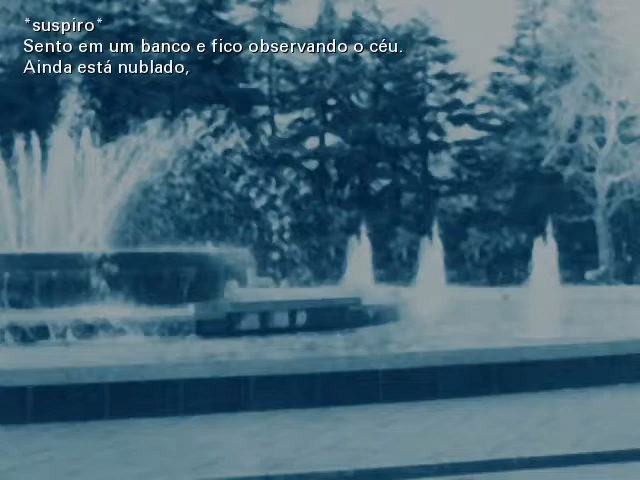 *suspiro*
Sento em um banco e fico observando o céu.
Ainda está nublado,